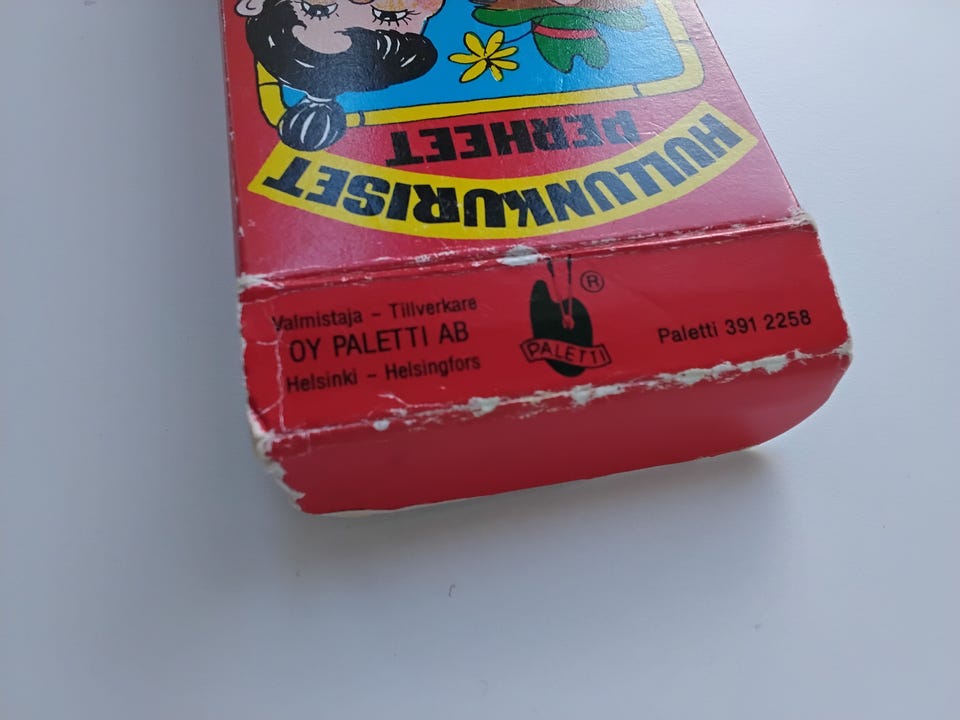 HULLUNKURISET
PERHEET
Valmistaja - Tillverkare
OY PALETTI AB
Helsinki - Helsingfors
®
PALETTI
Paletti 391 2258